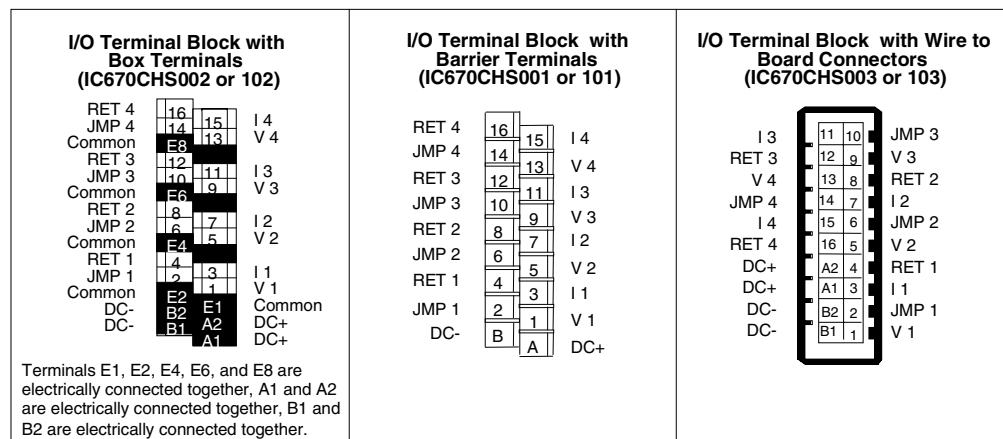 I/O Terminal Block with
Box Terminals
(IC670CHS002 or 102)
RET 4 16 15 I 4
JMP 4 14 13 V 4
Common E8
RET 3 12 11 I 3
JMP 3 10 9 V 3
Common E6
RET 2 8 7 I 2
JMP 2 6 5 V 2
Common E4
RET 1 4 3 I 1
JMP 1 2 1 V 1
Common E2 E1 Common
DC- B2 A2 DC+
DC- B1 A1 DC+
Terminals E1, E2, E4, E6, and E8 are
electrically connected together, A1 and A2
are electrically connected together, B1 and
B2 are electrically connected together.
I/O Terminal Block with
Barrier Terminals
(IC670CHS001 or 101)
RET 4 16 15 I 4
JMP 4 14 13 V 4
RET 3 12 11 I 3
JMP 3 10 9 V 3
RET 2 8 7 I 2
JMP 2 6 5 V 2
RET 1 4 3 I 1
JMP 1 2 1 V 1
DC- B A DC+
I/O Terminal Block with Wire to
Board Connectors
(IC670CHS003 or 103)
I 3 11 10 JMP 3
RET 3 12 9 V 3
V 4 13 8 RET 2
JMP 4 14 7 I 2
I 4 15 6 JMP 2
RET 4 16 5 V 2
DC+ A2 4 RET 1
DC+ A1 3 I 1
DC- B2 2 JMP 1
DC- B1 1 V 1